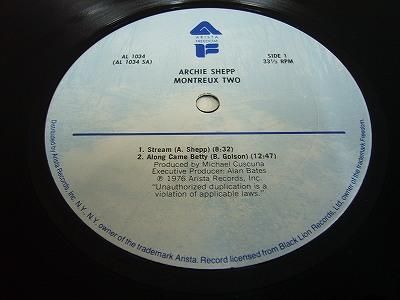 ARISTA
FREEDOM
AL 1034
(AL 1034 SA)
SIDE 1
33⅓ RPM
ARCHIE SHEPP
MONTREUX TWO
1. Stream (A. Shepp) (8:32)
2. Along Came Betty (B. Golson) (12:47)
Produced by Michael Cuscuna
Executive Producer: Alan Bates
℗ 1976 Arista Records, Inc.
"Unauthorized duplication is a
violation of applicable laws."
Distributed by Arista Records, Inc., N.Y. N.Y. owner of the trademark Arista. Record licensed from Black Lion Records, Ltd. owner of the trademark Freedom.